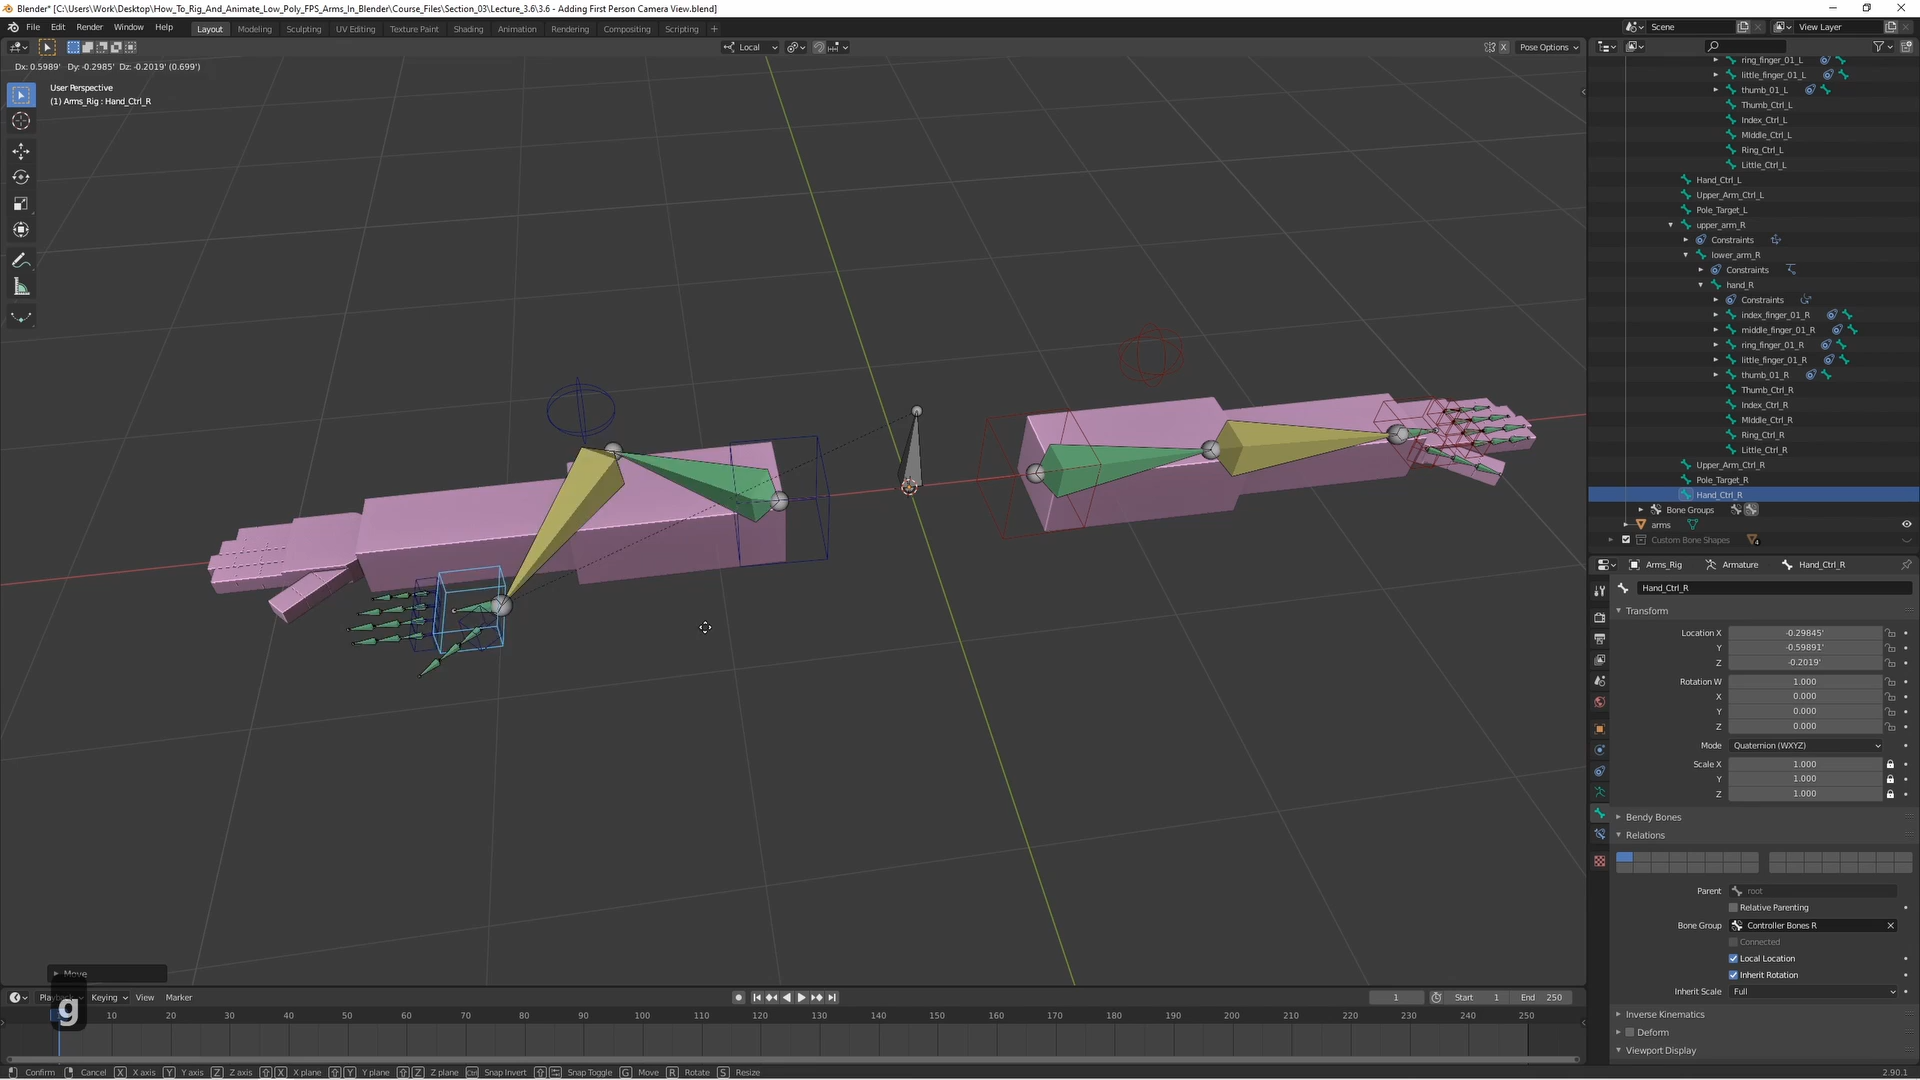 Blender* [C:\Users\Work\Desktop\How_To_Rig_And_Animate_Low_Poly_FPS_Arms_In_Blender\Course_Files\Section_03\Lecture_3.6\3.6 - Adding First Person Camera View.blend]
File Edit Render Window Help Layout Modeling Sculpting UV Editing Texture Paint Shading Animation Rendering Compositing Scripting + Scene View Layer
Local X Pose Options
Dx: 0.5989' Dy: -0.2985' Dz: -0.2019' (0.699')
User Perspective
(1) Arms_Rig : Hand_Ctrl_R
ring_finger_01_L
little_finger_01_L
thumb_01_L
Thumb_Ctrl_L
Index_Ctrl_L
MIddle_Ctrl_L
Ring_Ctrl_L
Little_Ctrl_L
Hand_Ctrl_L
Upper_Arm_Ctrl_L
Pole_Target_L
upper_arm_R
Constraints
lower_arm_R
Constraints
hand_R
Constraints
index_finger_01_R
middle_finger_01_R
ring_finger_01_R
little_finger_01_R
thumb_01_R
Thumb_Ctrl_R
Index_Ctrl_R
MIddle_Ctrl_R
Ring_Ctrl_R
Little_Ctrl_R
Upper_Arm_Ctrl_R
Pole_Target_R
Hand_Ctrl_R
Bone Groups
arms
Custom Bone Shapes
Arms_Rig Armature Hand_Ctrl_R
Hand_Ctrl_R
Transform
Location X -0.29845'
Y -0.59891'
Z -0.2019'
Rotation W 1.000
X 0.000
Y 0.000
Z 0.000
Mode Quaternion (WXYZ)
Scale X 1.000
Y 1.000
Z 1.000
Bendy Bones
Relations
Parent root
Relative Parenting
Bone Group Controller Bones R
Connected
Local Location
Inherit Rotation
Inherit Scale Full
Inverse Kinematics
Deform
Viewport Display
Move
g
Keying View Marker 1 Start 1 End 250
10 20 30 40 50 60 70 80 90 100 110 120 130 140 150 160 170 180 190 200 210 220 230 240 250
Confirm Cancel X X axis Y Y axis Z Z axis X X plane Y Y plane Z Z plane Snap Invert Snap Toggle G Move R Rotate S Resize 2.90.1